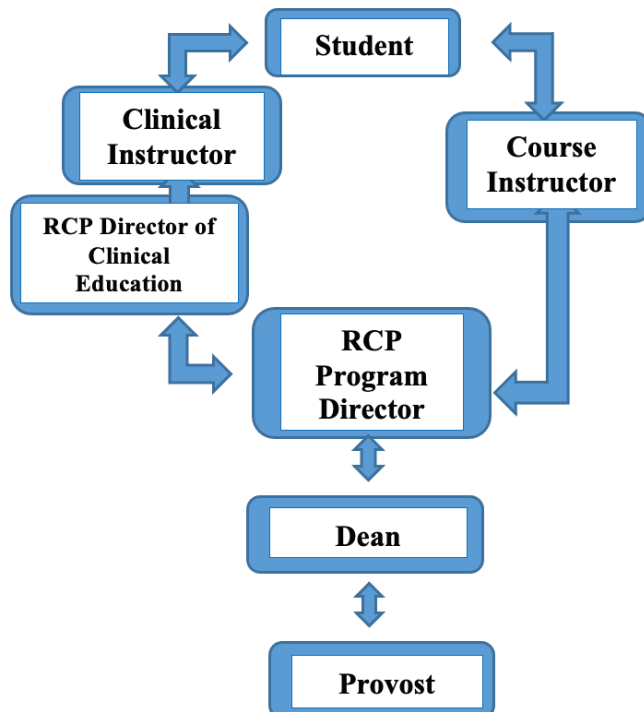 Student
Clinical
Instructor
Course
Instructor
RCP Director of
Clinical
Education
RCP
Program
Director
Dean
Provost